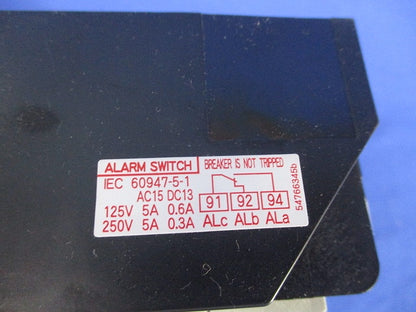 ALARM SWITCH BREAKER IS NOT TRIPPED
IEC 60947-5-1
AC15 DC13
125V 5A 0.6A 91 92 94
250V 5A 0.3A ALc ALb ALa
54766345b